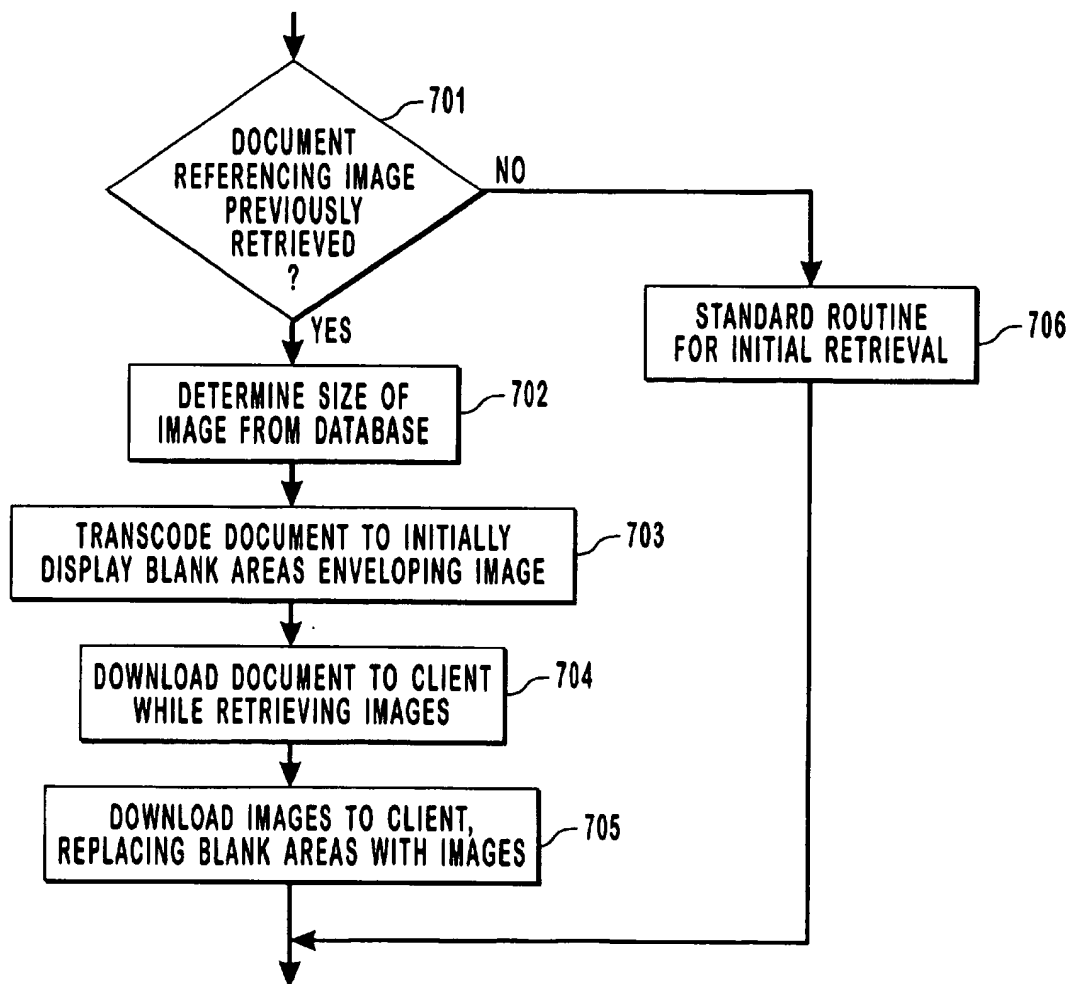 701
DOCUMENT
REFERENCING IMAGE
PREVIOUSLY
RETRIEVED
?
NO
YES
STANDARD ROUTINE
FOR INITIAL RETRIEVAL
706
DETERMINE SIZE OF
IMAGE FROM DATABASE
702
TRANSCODE DOCUMENT TO INITIALLY
DISPLAY BLANK AREAS ENVELOPING IMAGE
703
DOWNLOAD DOCUMENT TO CLIENT
WHILE RETRIEVING IMAGES
704
DOWNLOAD IMAGES TO CLIENT,
REPLACING BLANK AREAS WITH IMAGES
705